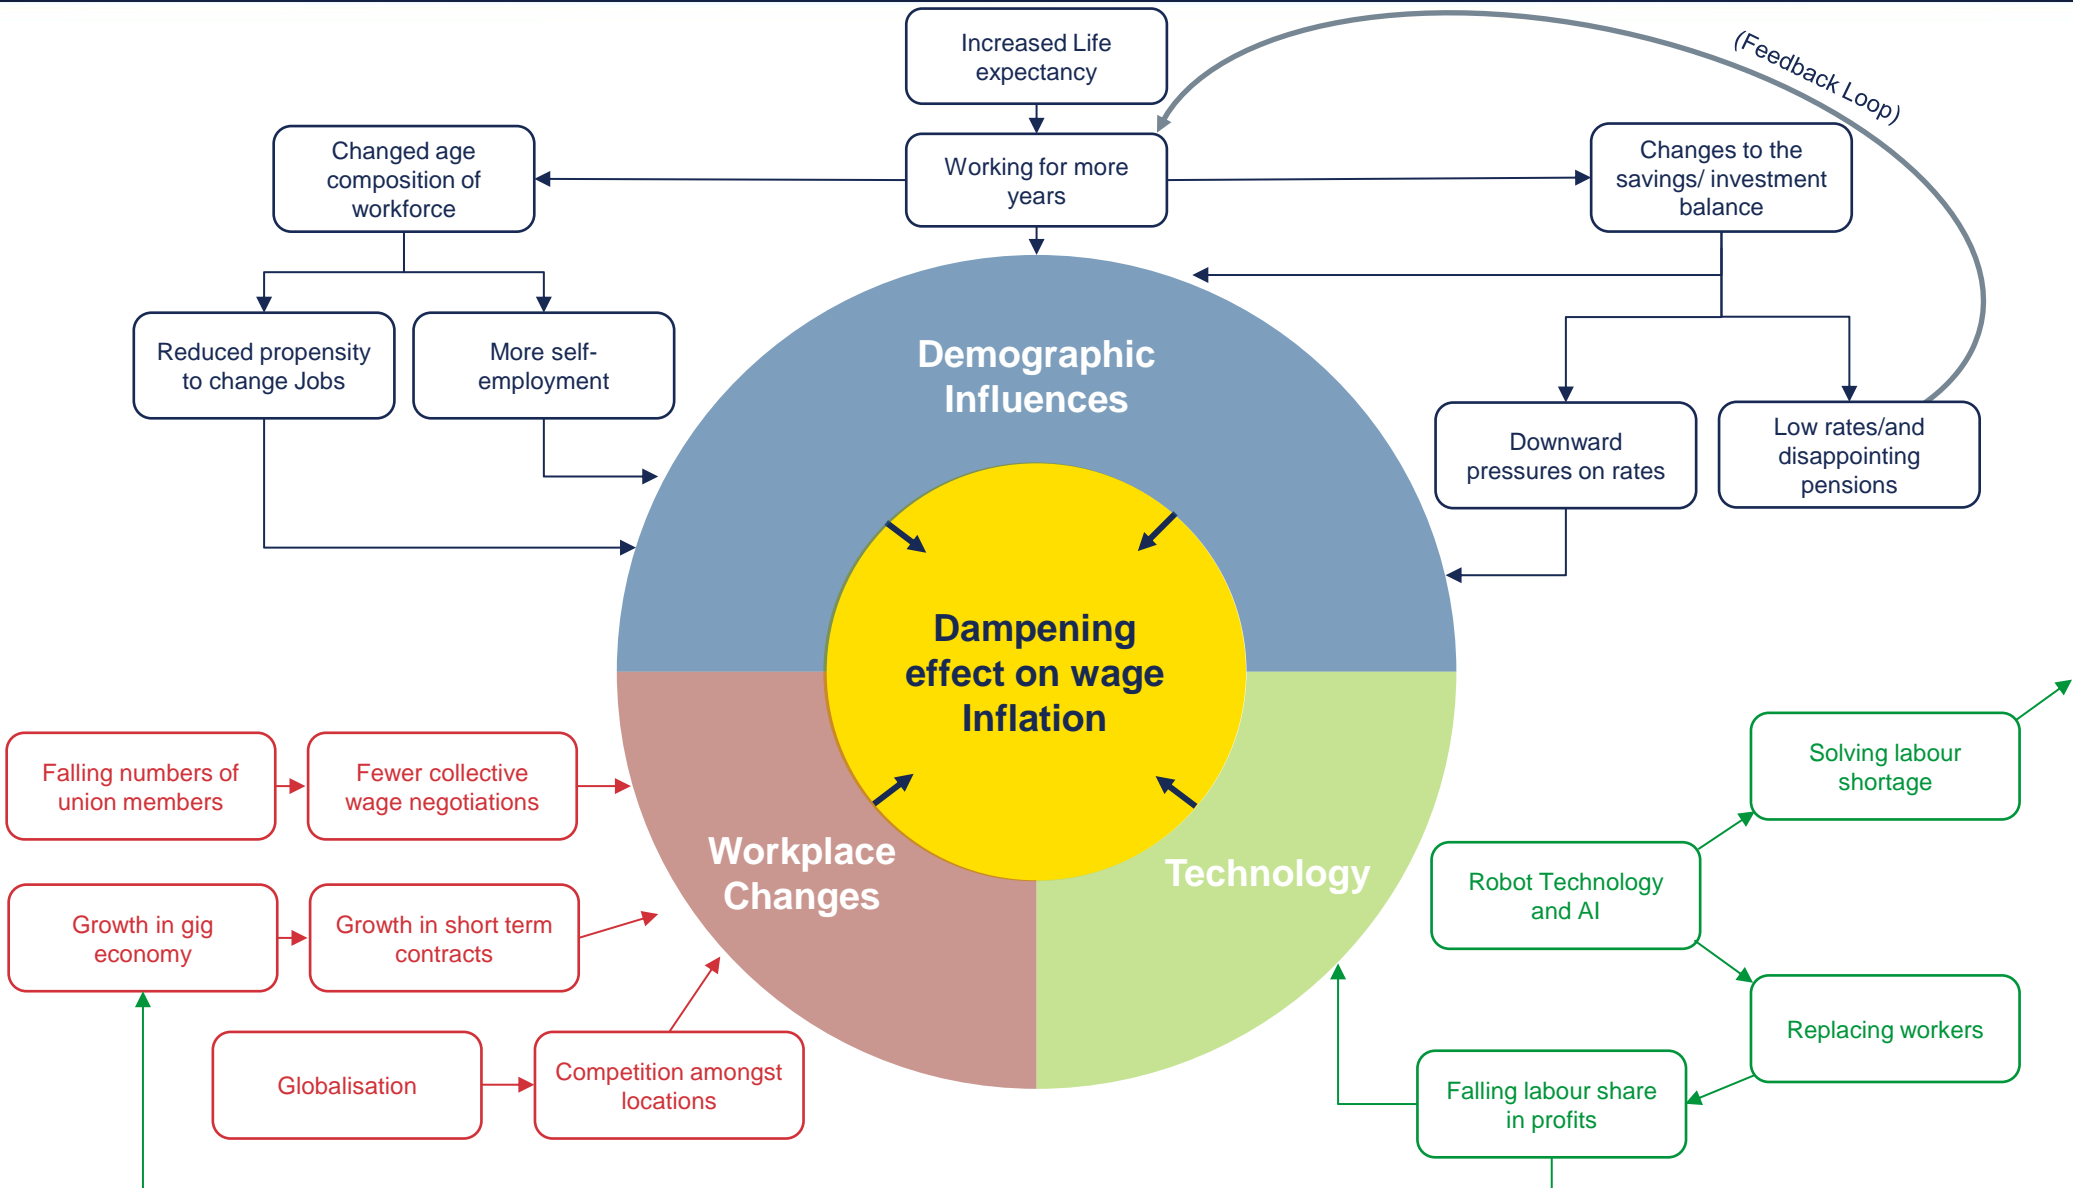 Increased Life
expectancy
(Feedback Loop)
Changed age
composition of
workforce
Working for more
years
Changes to the
savings/ investment
balance
Reduced propensity
to change Jobs
More self-
employment
Demographic
Influences
Downward
pressures on rates
Low rates/and
disappointing
pensions
Dampening
effect on wage
Inflation
Falling numbers of
union members
Fewer collective
wage negotiations
Solving labour
shortage
Workplace
Changes
Technology
Robot Technology
and AI
Growth in gig
economy
Growth in short term
contracts
Replacing workers
Globalisation
Competition amongst
locations
Falling labour share
in profits